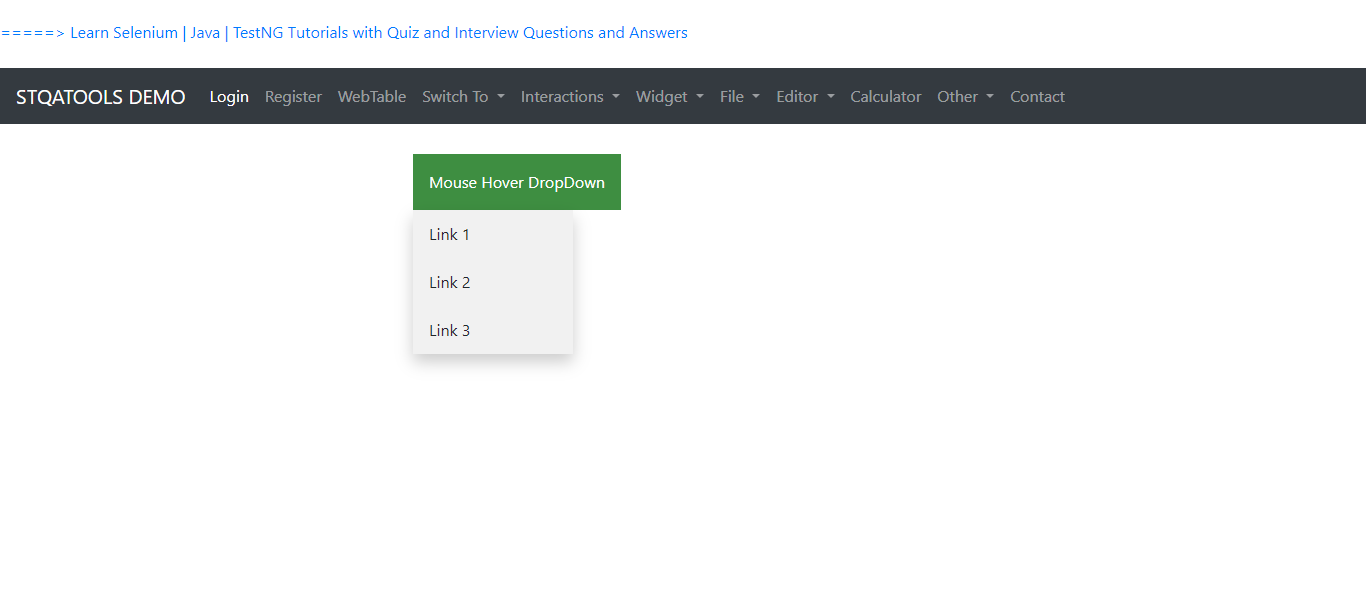 =====> Learn Selenium | Java | TestNG Tutorials with Quiz and Interview Questions and Answers
STQATOOLS DEMO Login Register WebTable Switch To Interactions Widget File Editor Calculator Other Contact
Mouse Hover DropDown
Link 1
Link 2
Link 3